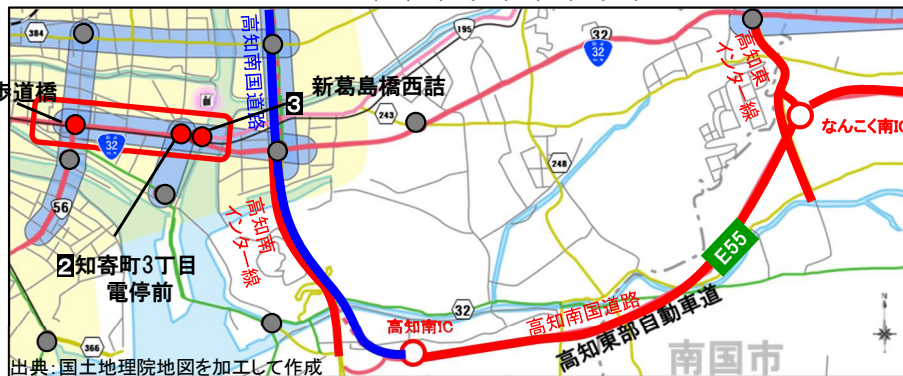 384
高知南国道路
195
32
32
高知東
インター線
歩道橋
3
新葛島橋西詰
243
なんこく南IC
32
248
56
高知南
インター線
E55
2知寄町3丁目
電停前
32
高知南IC
高知南国道路
高知東部自動車道
366
南国市
出典:国土地理院地図を加工して作成